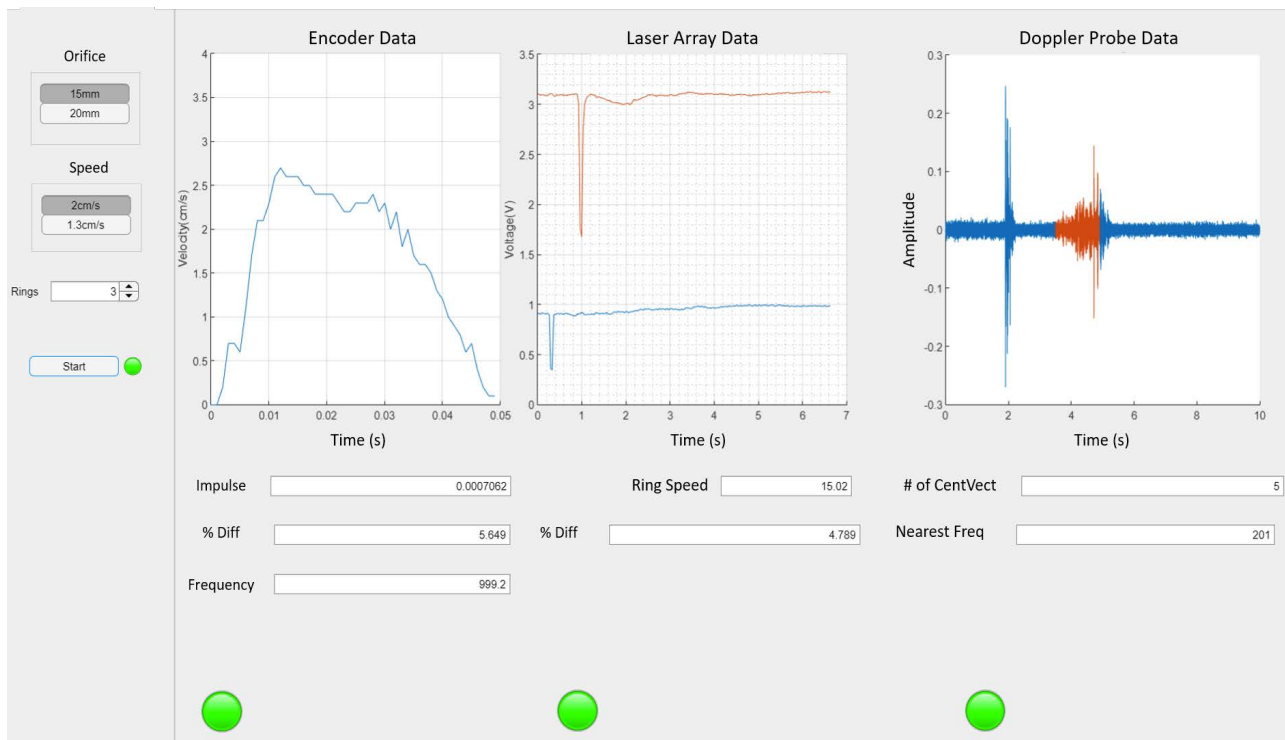 Orifice
15mm
20mm
Speed
2cm/s
1.3cm/s
Rings 3
Start
Encoder Data
4
3.5
3
2.5
2
1.5
1
0.5
0
Velocity(cm/s)
0 0.01 0.02 0.03 0.04 0.05
Time (s)
Impulse 0.0007062
% Diff 5.649
Frequency 999.2
Laser Array Data
3.5
3
2.5
2
1.5
1
0.5
0
Voltage(V)
0 1 2 3 4 5 6 7
Time (s)
Ring Speed 15.02
% Diff 4.789
Doppler Probe Data
0.3
0.2
0.1
0
-0.1
-0.2
-0.3
Amplitude
0 2 4 6 8 10
Time (s)
# of CentVect 5
Nearest Freq 201